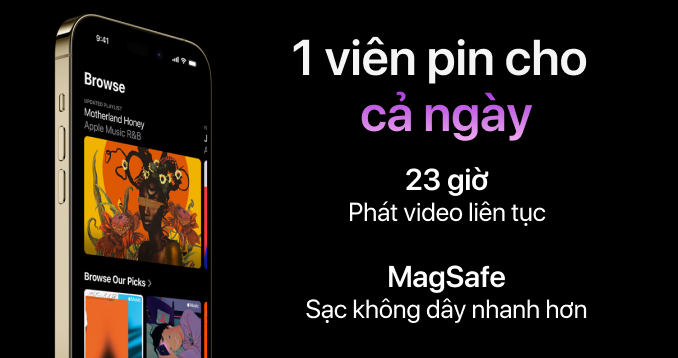 9:41
Browse
UPDATED PLAYLIST
Motherland Honey
Apple Music R&B
Browse Our Picks >
Music
1 viên pin cho
cả ngày
23 giờ
Phát video liên tục
MagSafe
Sạc không dây nhanh hơn